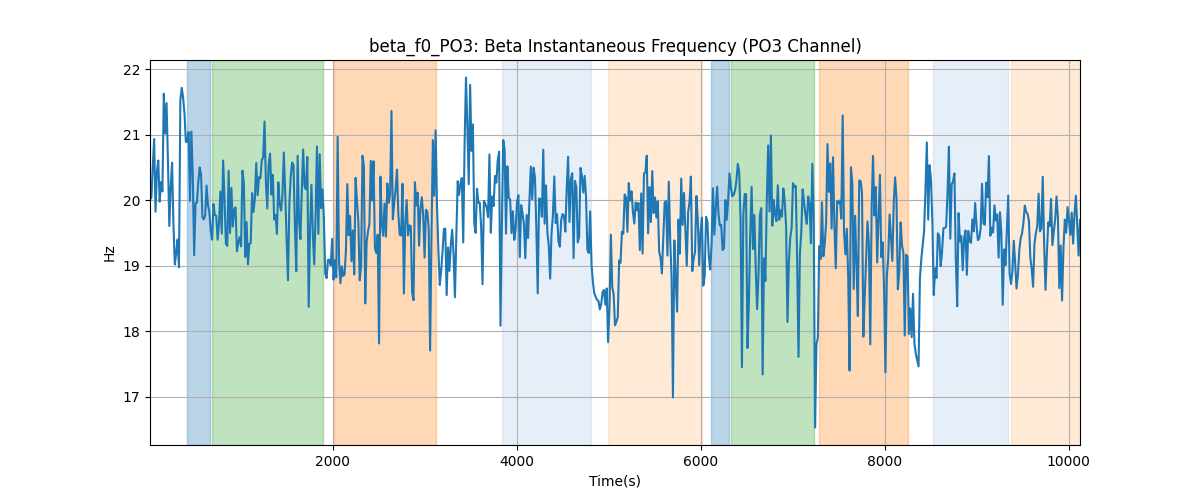 beta_f0_PO3: Beta Instantaneous Frequency (PO3 Channel)
22
21
20
19
18
17
Hz
2000 4000 6000 8000 10000
Time(s)